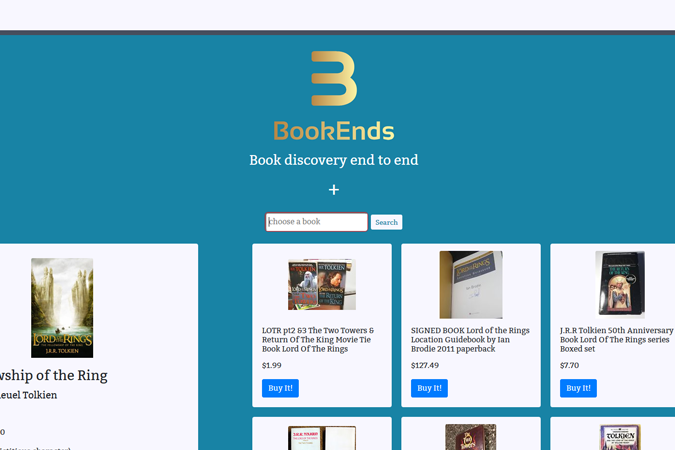 BookEnds
Book discovery end to end
+
choose a book
Search
LORD OF THE RINGS
J.R.R. TOLKIEN
wship of the Ring
euel Tolkien
0
LOTR pt2 &3 The Two Towers &
Return Of The King Movie Tie
Book Lord Of The Rings
$1.99
Buy It!
SIGNED BOOK Lord of the Rings
Location Guidebook by Ian
Brodie 2011 paperback
$127.49
Buy It!
J.R.R Tolkien 50th Anniversary
Book Lord Of The Rings series
Boxed set
$7.70
Buy It!
TOLKIEN